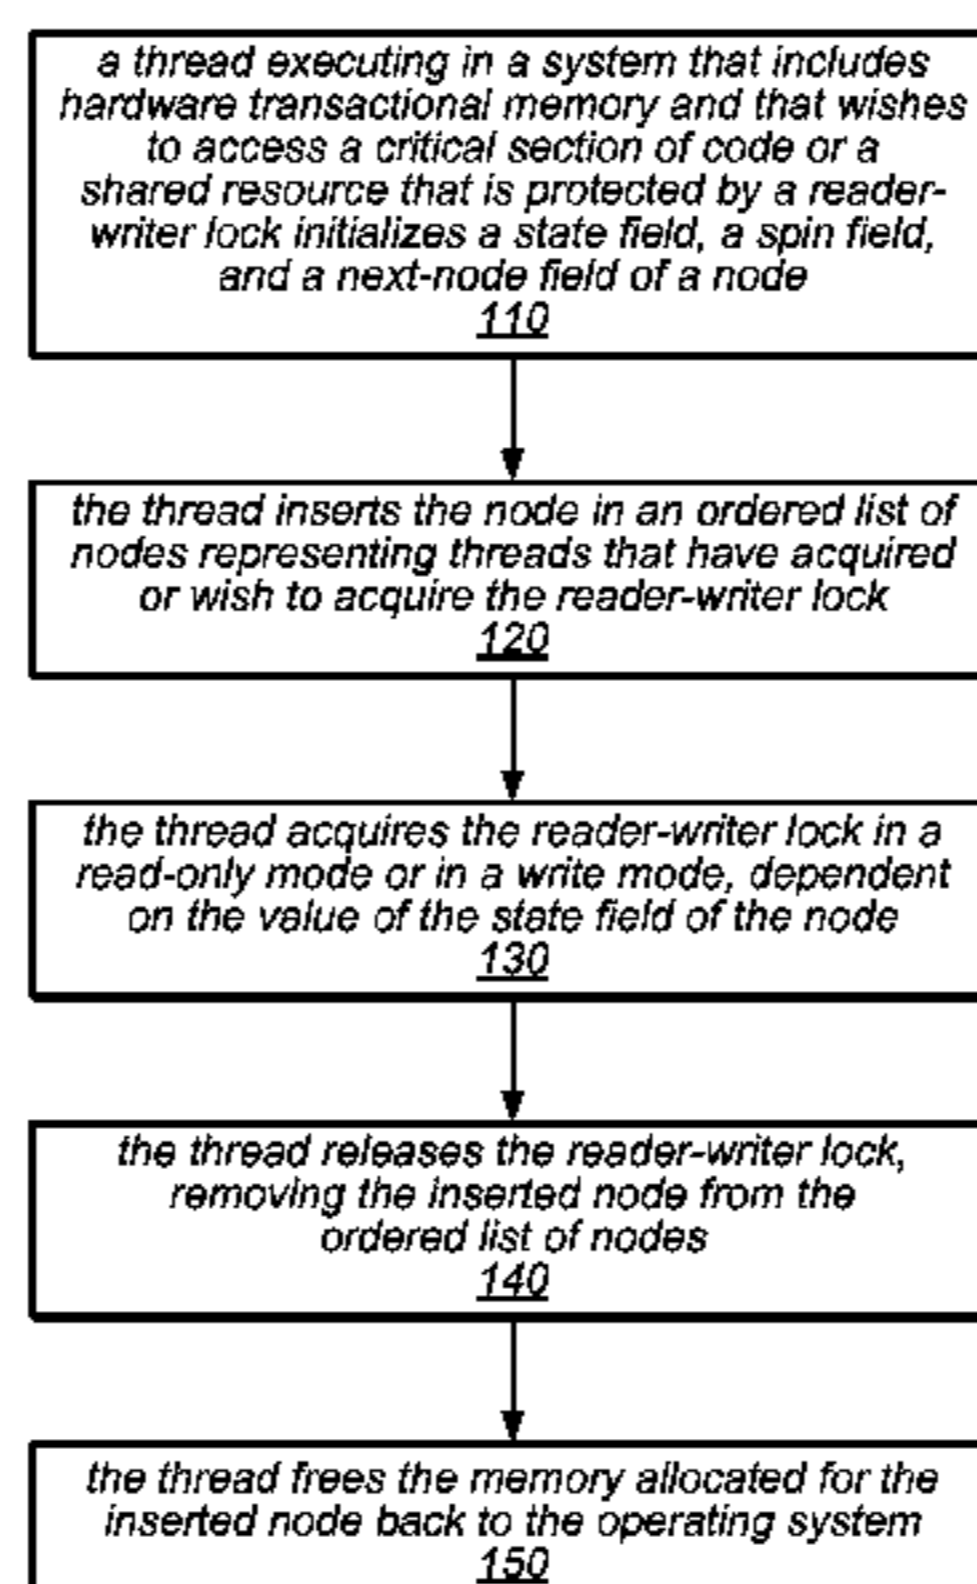 a thread executing in a system that includes
hardware transactional memory and that wishes
to access a critical section of code or a
shared resource that is protected by a reader-
writer lock initializes a state field, a spin field,
and a next-node field of a node
110
the thread inserts the node in an ordered list of
nodes representing threads that have acquired
or wish to acquire the reader-writer lock
120
the thread acquires the reader-writer lock in a
read-only mode or in a write mode, dependent
on the value of the state field of the node
130
the thread releases the reader-writer lock,
removing the inserted node from the
ordered list of nodes
140
the thread frees the memory allocated for the
inserted node back to the operating system
150